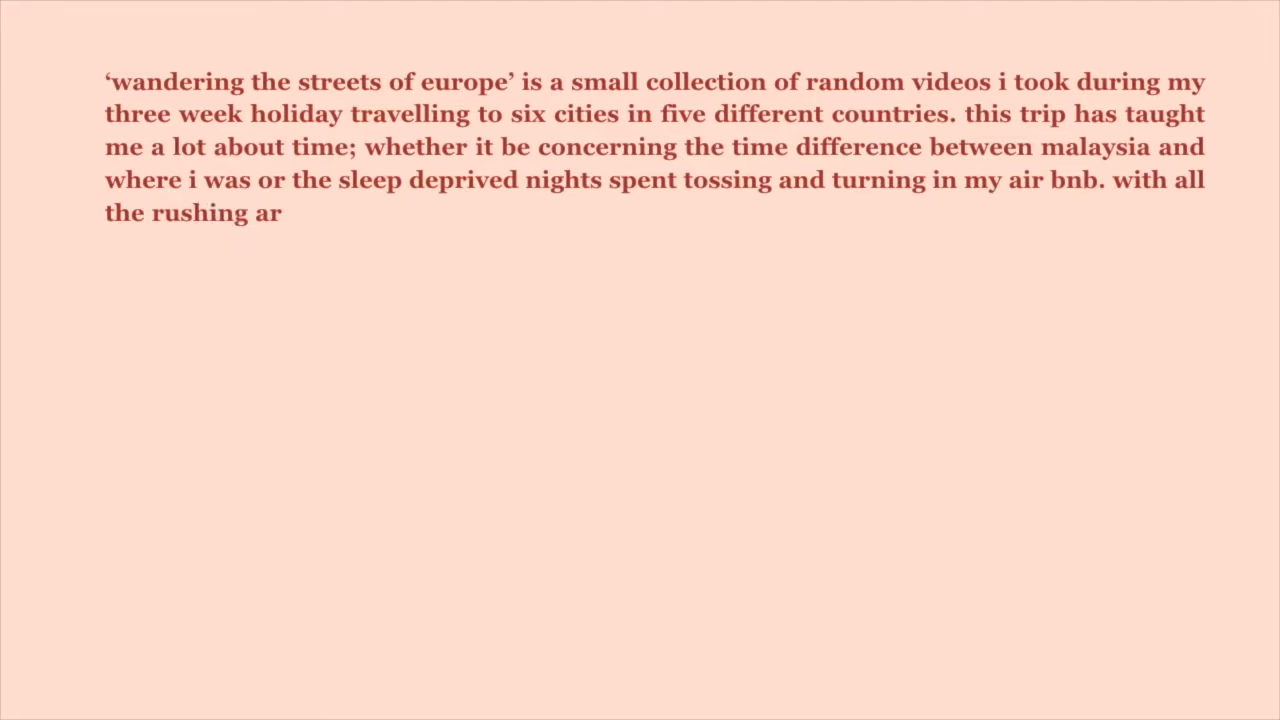 ‘wandering the streets of europe’ is a small collection of random videos i took during my
three week holiday travelling to six cities in five different countries. this trip has taught
me a lot about time; whether it be concerning the time difference between malaysia and
where i was or the sleep deprived nights spent tossing and turning in my air bnb. with all
the rushing ar